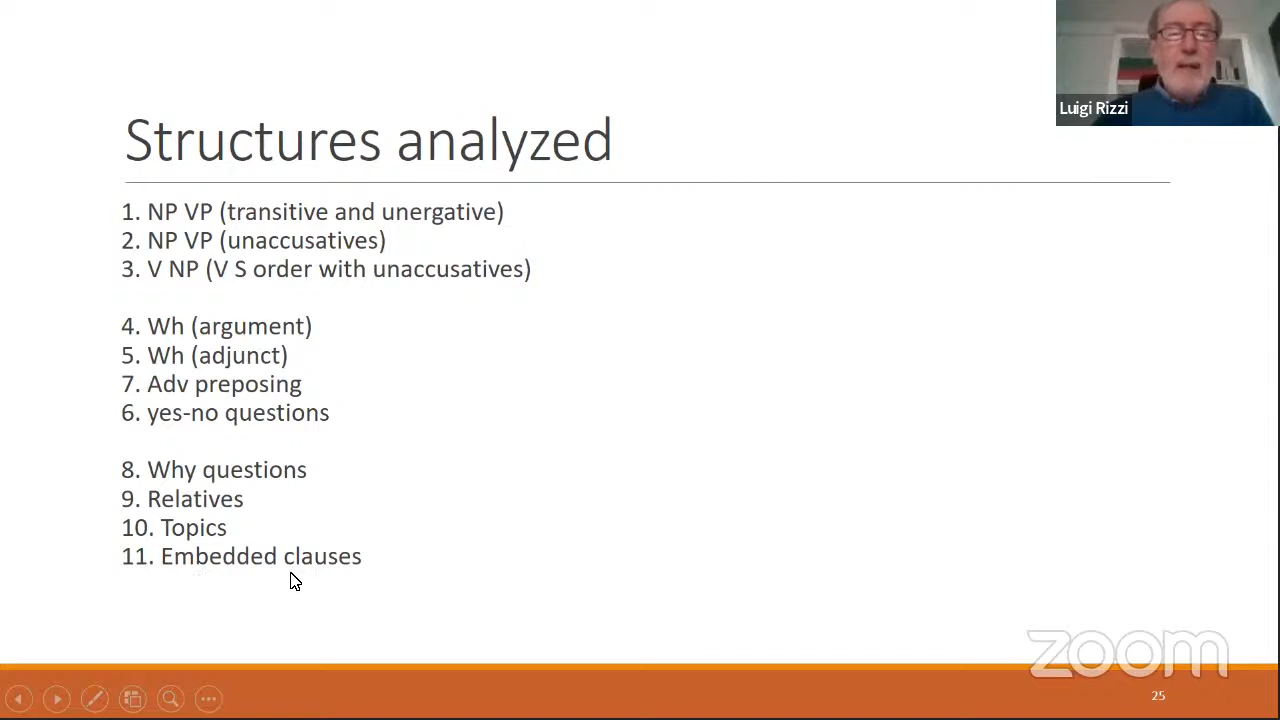 Luigi Rizzi
Structures analyzed
1. NP VP (transitive and unergative)
2. NP VP (unaccusatives)
3. V NP (V S order with unaccusatives)
4. Wh (argument)
5. Wh (adjunct)
7. Adv preposing
6. yes-no questions
8. Why questions
9. Relatives
10. Topics
11. Embedded clauses
zoom
25